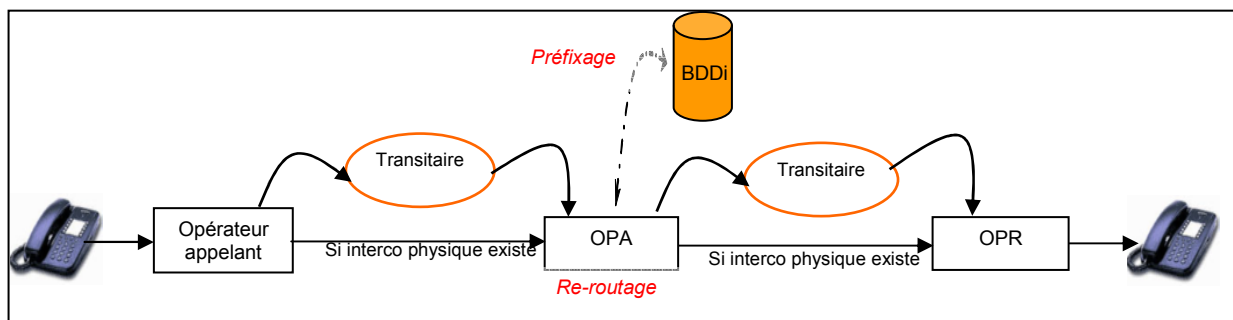 Préfixage
BDDi
Transitaire
Transitaire
Opérateur
appelant
Si interco physique existe
OPA
Si interco physique existe
OPR
Re-routage